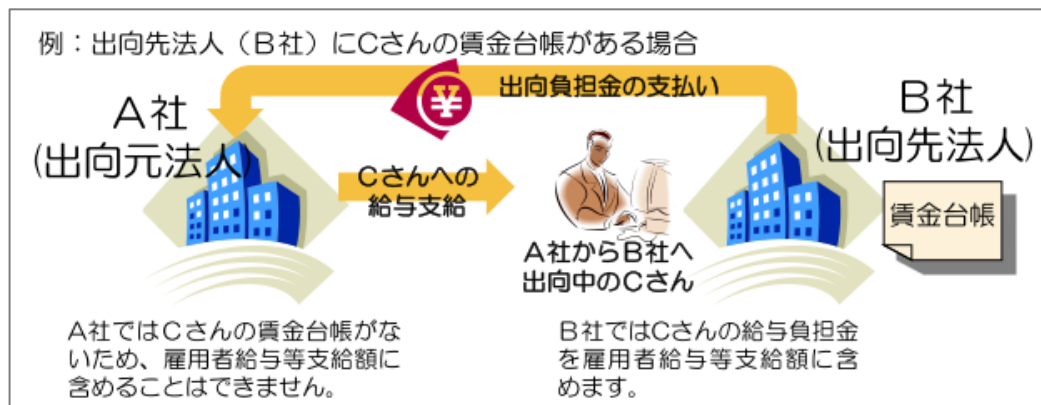 例：出向先法人（Ｂ社）にCさんの賃金台帳がある場合
出向負担金の支払い
¥
Ａ社
(出向元法人)
Ｂ社
(出向先法人)
Ｃさんへの
給与支給
賃金台帳
Ａ社からＢ社へ
出向中のＣさん
Ａ社ではＣさんの賃金台帳がな
いため、雇用者給与等支給額に
含めることはできません。
Ｂ社ではCさんの給与負担金
を雇用者給与等支給額に含
めます。